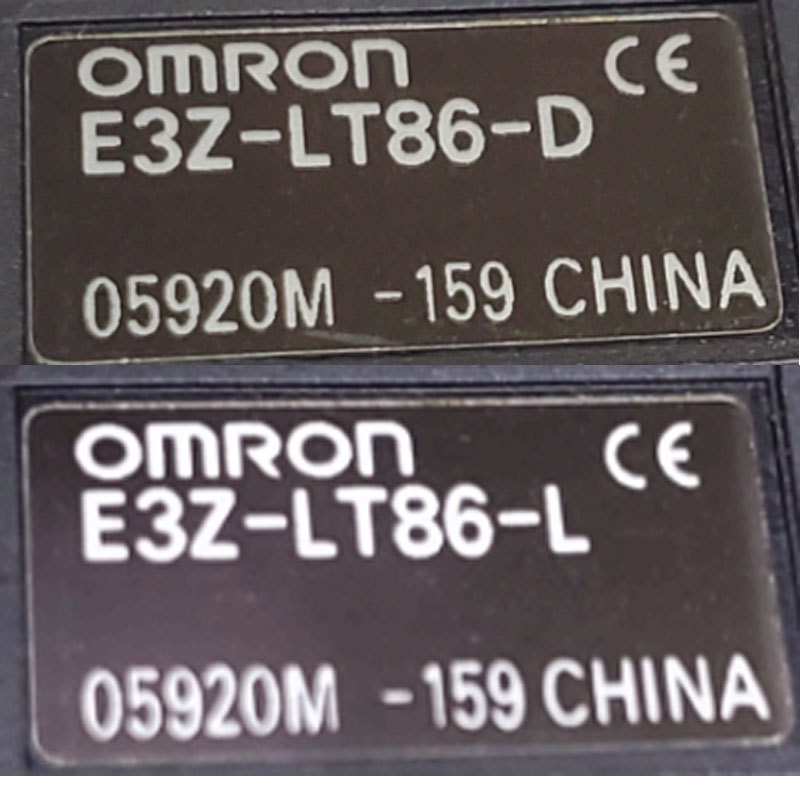 OMRON CE
E3Z-LT86-D
05920M -159 CHINA
OMRON CE
E3Z-LT86-L
05920M -159 CHINA